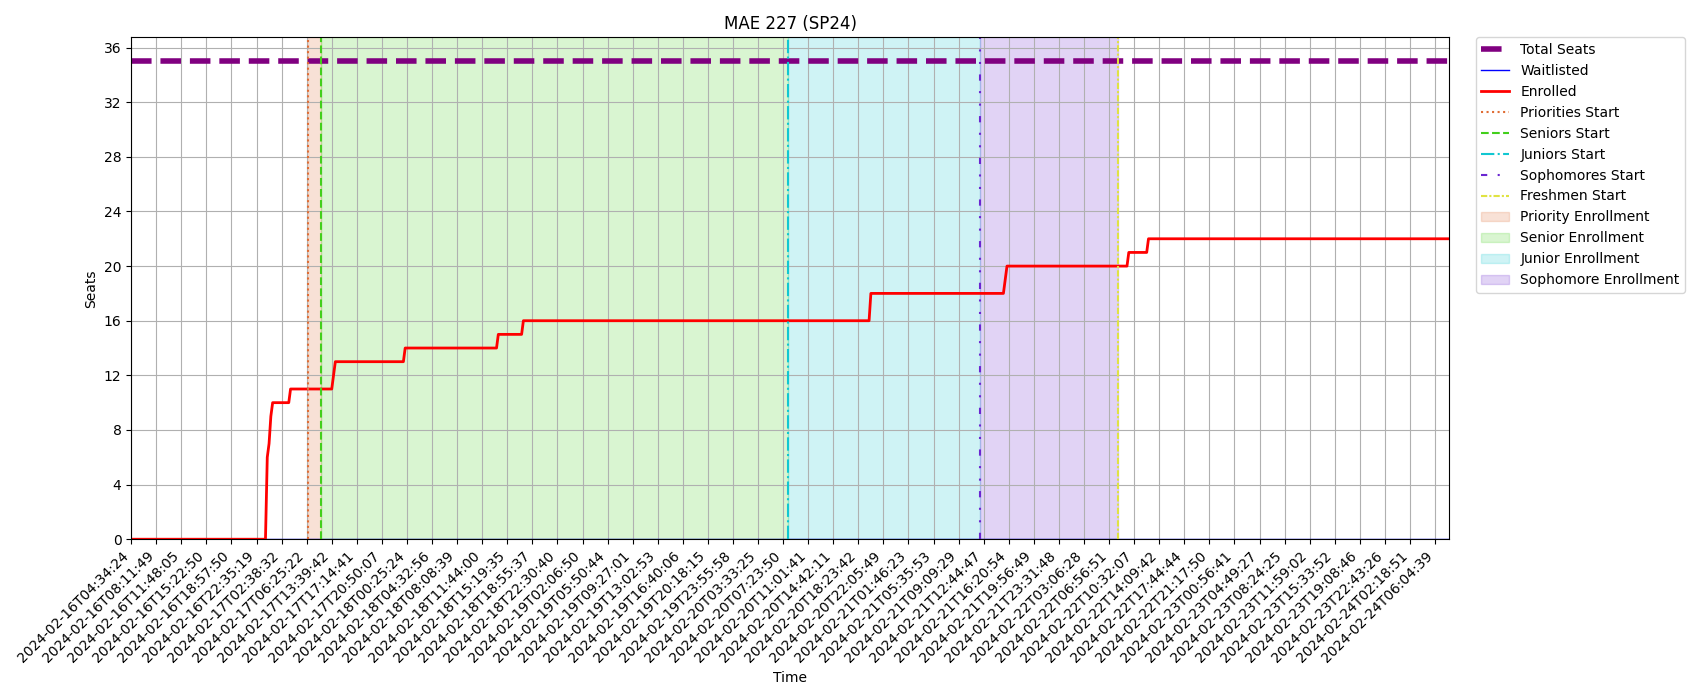 MAE 227 (SP24)
Seats
36
32
28
24
20
16
12
8
4
0
2024-02-16T04:34:24
2024-02-16T08:11:49
2024-02-16T11:48:05
2024-02-16T15:22:50
2024-02-16T18:57:50
2024-02-16T22:35:19
2024-02-17T02:38:32
2024-02-17T06:25:22
2024-02-17T13:39:42
2024-02-17T17:14:41
2024-02-17T20:50:07
2024-02-18T00:25:24
2024-02-18T04:32:56
2024-02-18T08:08:39
2024-02-18T11:44:00
2024-02-18T15:19:35
2024-02-18T18:55:37
2024-02-18T22:30:40
2024-02-19T02:06:50
2024-02-19T05:50:44
2024-02-19T09:27:01
2024-02-19T13:02:53
2024-02-19T16:40:06
2024-02-19T20:18:15
2024-02-19T23:55:58
2024-02-20T03:33:25
2024-02-20T07:23:50
2024-02-20T11:01:41
2024-02-20T14:42:11
2024-02-20T18:23:42
2024-02-20T22:05:49
2024-02-21T01:46:23
2024-02-21T05:35:53
2024-02-21T09:09:29
2024-02-21T12:44:47
2024-02-21T16:20:54
2024-02-21T19:56:49
2024-02-21T23:31:48
2024-02-22T03:06:28
2024-02-22T06:56:51
2024-02-22T10:32:07
2024-02-22T14:09:42
2024-02-22T17:44:44
2024-02-22T21:17:50
2024-02-23T00:56:41
2024-02-23T04:49:27
2024-02-23T08:24:25
2024-02-23T11:59:02
2024-02-23T15:33:52
2024-02-23T19:08:46
2024-02-23T22:43:26
2024-02-24T02:18:51
2024-02-24T06:04:39
Time
Total Seats
Waitlisted
Enrolled
Priorities Start
Seniors Start
Juniors Start
Sophomores Start
Freshmen Start
Priority Enrollment
Senior Enrollment
Junior Enrollment
Sophomore Enrollment